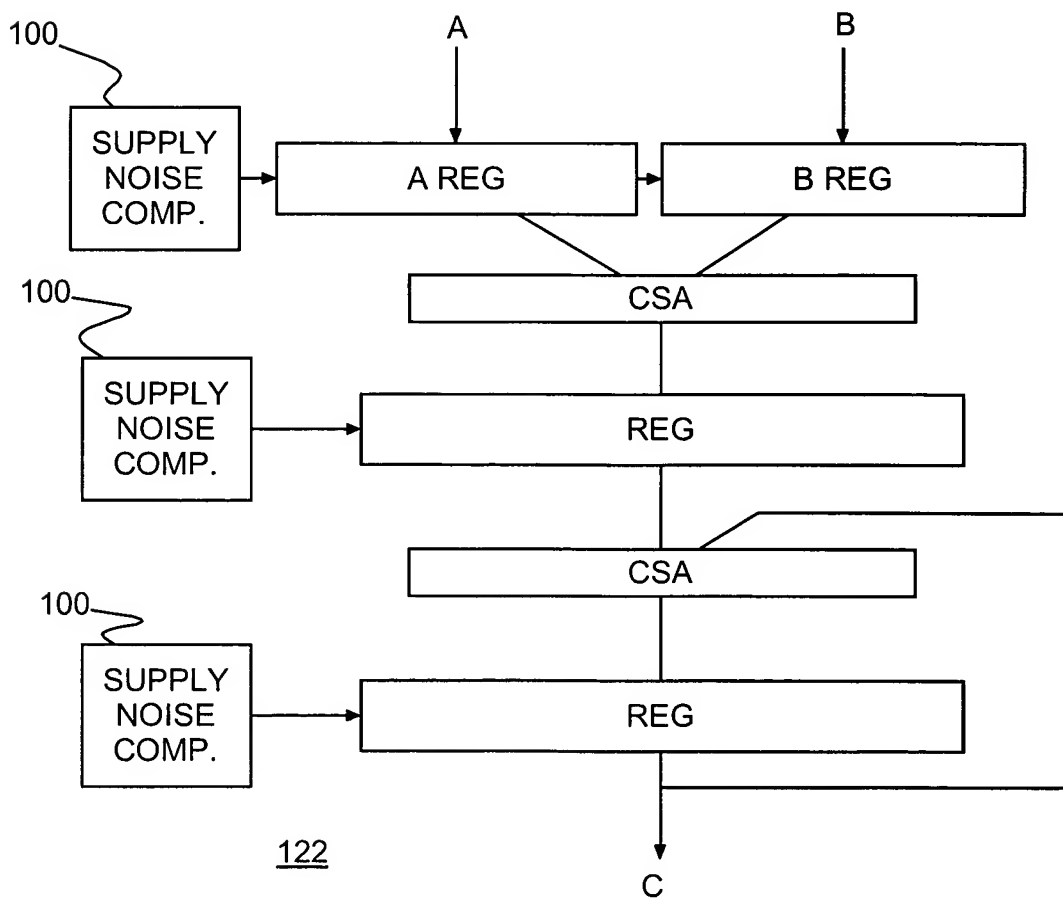 100
A
B
SUPPLY
NOISE
COMP.
A REG
B REG
CSA
100
SUPPLY
NOISE
COMP.
REG
CSA
100
SUPPLY
NOISE
COMP.
REG
122
C